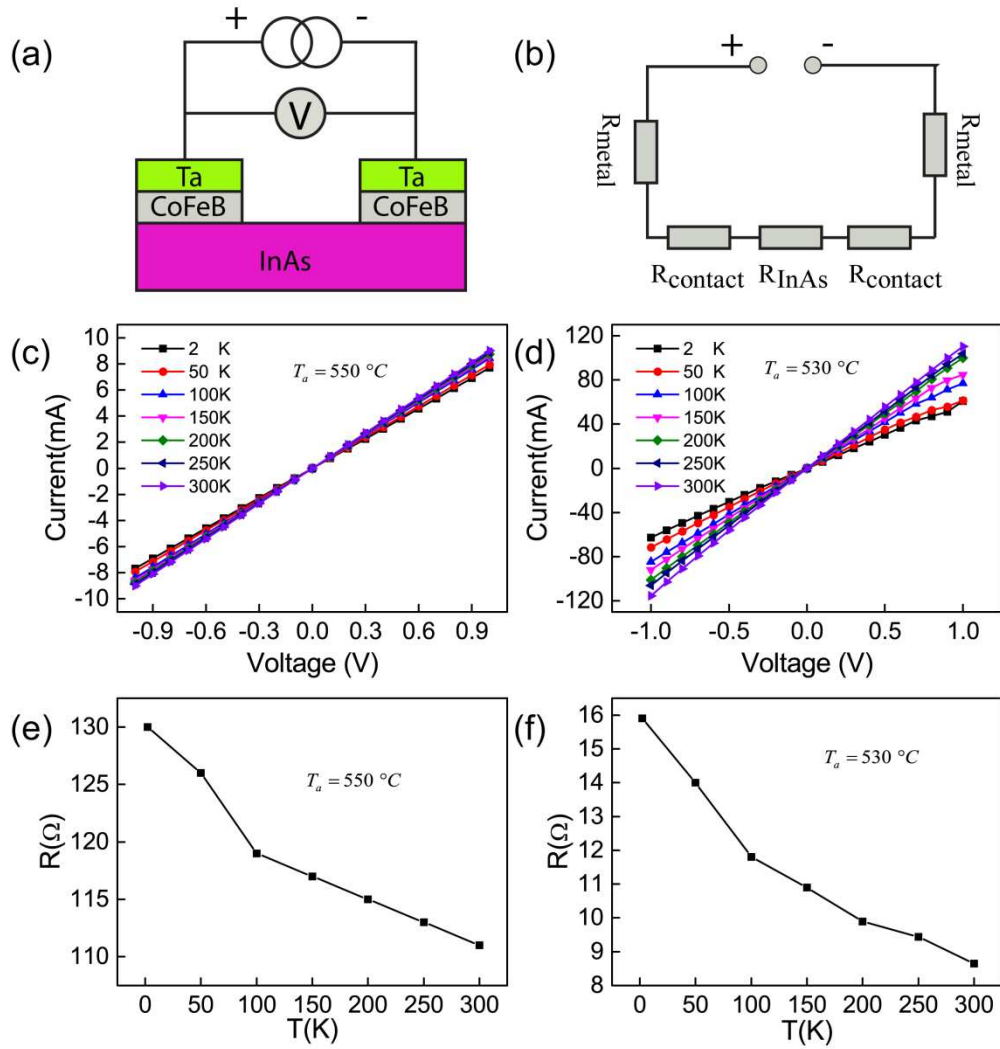 (a)
+ -
V
Ta Ta
CoFeB CoFeB
InAs
(b)
+ -
Rmetal Rmetal
Rcontact RInAs Rcontact
(c)
10
8
6
4
2
0
-2
-4
-6
-8
-10
Current(mA)
2 K
50 K
100K
150K
200K
250K
300K
Ta = 550 °C
-0.9 -0.6 -0.3 0.0 0.3 0.6 0.9
Voltage (V)
(d)
120
80
40
0
-40
-80
-120
Current(mA)
2 K
50 K
100K
150K
200K
250K
300K
Ta = 530 °C
-1.0 -0.5 0.0 0.5 1.0
Voltage (V)
(e)
130
125
120
115
110
R(Ω)
Ta = 550 °C
0 50 100 150 200 250 300
T(K)
(f)
16
15
14
13
12
11
10
9
8
R(Ω)
Ta = 530 °C
0 50 100 150 200 250 300
T(K)